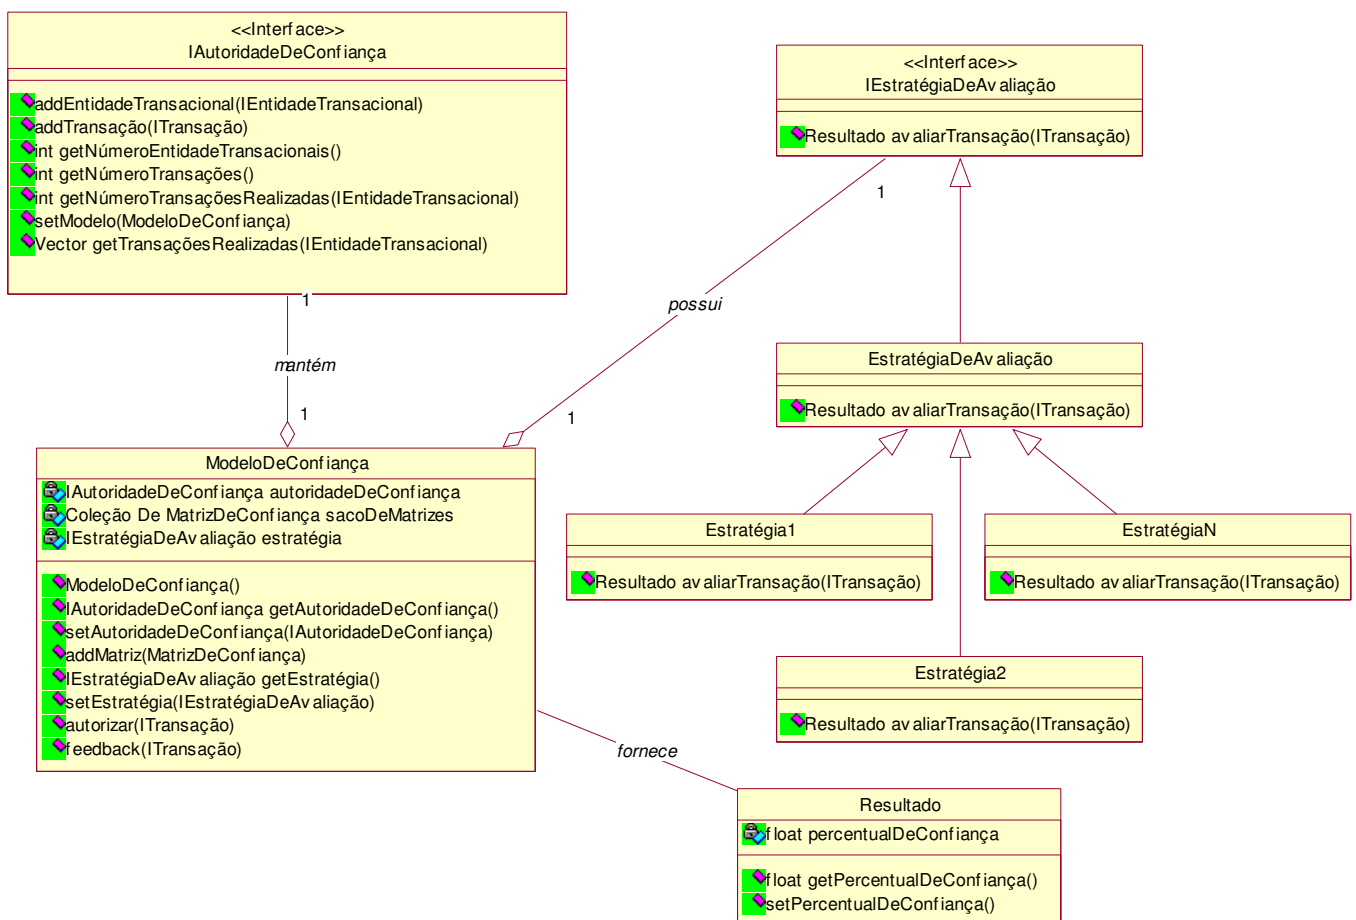 <<Interface>>
IAutoridadeDeConfiança
addEntidadeTransacional(IEntidadeTransacional)
addTransação(ITransação)
int getNúmeroEntidadeTransacionais()
int getNúmeroTransações()
int getNúmeroTransaçõesRealizadas(IEntidadeTransacional)
setModelo(ModeloDeConfiança)
Vector getTransaçõesRealizadas(IEntidadeTransacional)
1
mantém
1
<<Interface>>
IEstratégiaDeAvaliação
Resultado avaliarTransação(ITransação)
1
possui
1
EstratégiaDeAvaliação
Resultado avaliarTransação(ITransação)
ModeloDeConfiança
IAutoridadeDeConfiança autoridadeDeConfiança
Coleção De MatrizDeConfiança sacoDeMatrizes
IEstratégiaDeAvaliação estratégia
ModeloDeConfiança()
IAutoridadeDeConfiança getAutoridadeDeConfiança()
setAutoridadeDeConfiança(IAutoridadeDeConfiança)
addMatriz(MatrizDeConfiança)
IEstratégiaDeAvaliação getEstratégia()
setEstratégia(IEstratégiaDeAvaliação)
autorizar(ITransação)
feedback(ITransação)
Estratégia1
Resultado avaliarTransação(ITransação)
EstratégiaN
Resultado avaliarTransação(ITransação)
Estratégia2
Resultado avaliarTransação(ITransação)
fornece
Resultado
float percentualDeConfiança
float getPercentualDeConfiança()
setPercentualDeConfiança()